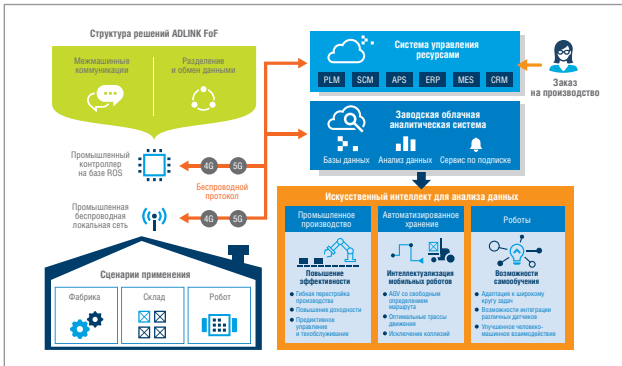 Структура решений ADLINK FoF
Межмашинные
коммуникации
Разделение
и обмен данными
Промышленный
контроллер
на базе ROS
4G
5G
Беспроводной
протокол
Промышленная
беспроводная
локальная сеть
4G
5G
Сценарии применения
Фабрика
Склад
Робот
Система управления
ресурсами
PLM
SCM
APS
ERP
MES
CRM
Заказ
на производство
Заводская облачная
аналитическая система
Базы данных
Анализ данных
Сервис по подписке
Искусственный интеллект для анализа данных
Промышленное
производство
Повышение
эффективности
● Гибкая перестройка
производства
● Повышение доходности
● Предиктивное
управление
и техобслуживание
Автоматизированное
хранение
Интеллектуализация
мобильных роботов
● AGV со свободным
определением
маршрута
● Оптимальные трассы
движения
● Исключение коллизий
Роботы
Возможности
самообучения
● Адаптация к широкому
кругу задач
● Возможности интеграции
различных датчиков
● Улучшенное человеко-
машинное взаимодействие